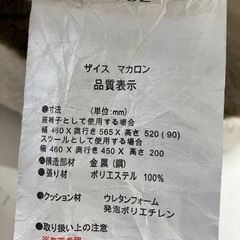 ザイス マカロン
品質表示
●寸法 (単位:mm)
座椅子として使用する場合
幅 460 X 奥行き 565 X 高さ 520 (90)
スツールとして使用する場合
幅 460 X 奥行き 450 X 高さ 200
●構造部材 金属 (鋼)
●張り材 ポリエステル 100%
●クッション材 ウレタンフォーム
発泡ポリエチレン
●取り扱い上の注意